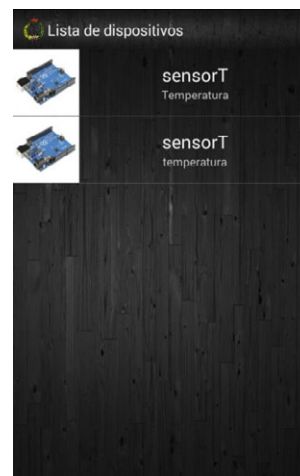 Lista de dispositivos
sensorT
Temperatura
sensorT
temperatura